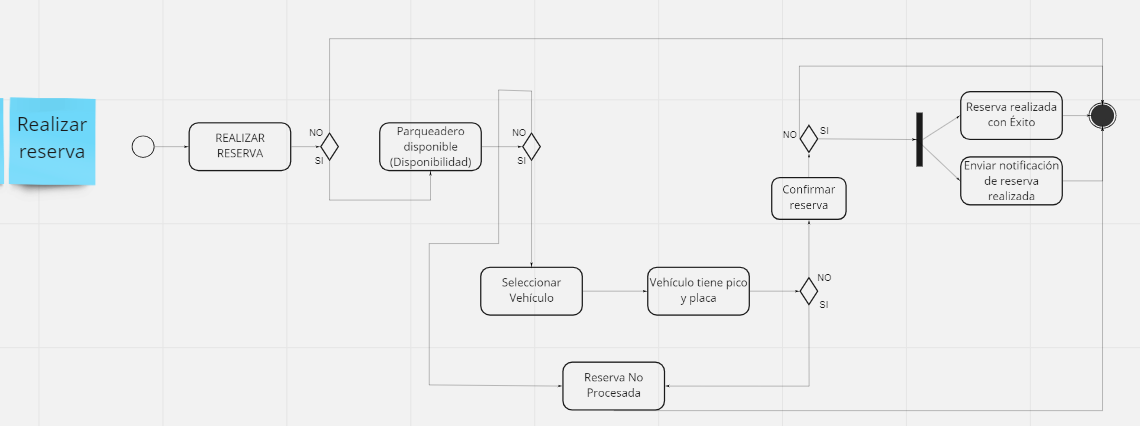 Realizar
reserva
REALIZAR
RESERVA
NO
SI
Parqueadero
disponible
(Disponibilidad)
NO
SI
Seleccionar
Vehículo
Vehículo tiene pico
y placa
NO
SI
Reserva No
Procesada
Confirmar
reserva
NO
SI
Reserva realizada
con Éxito
Enviar notificación
de reserva
realizada